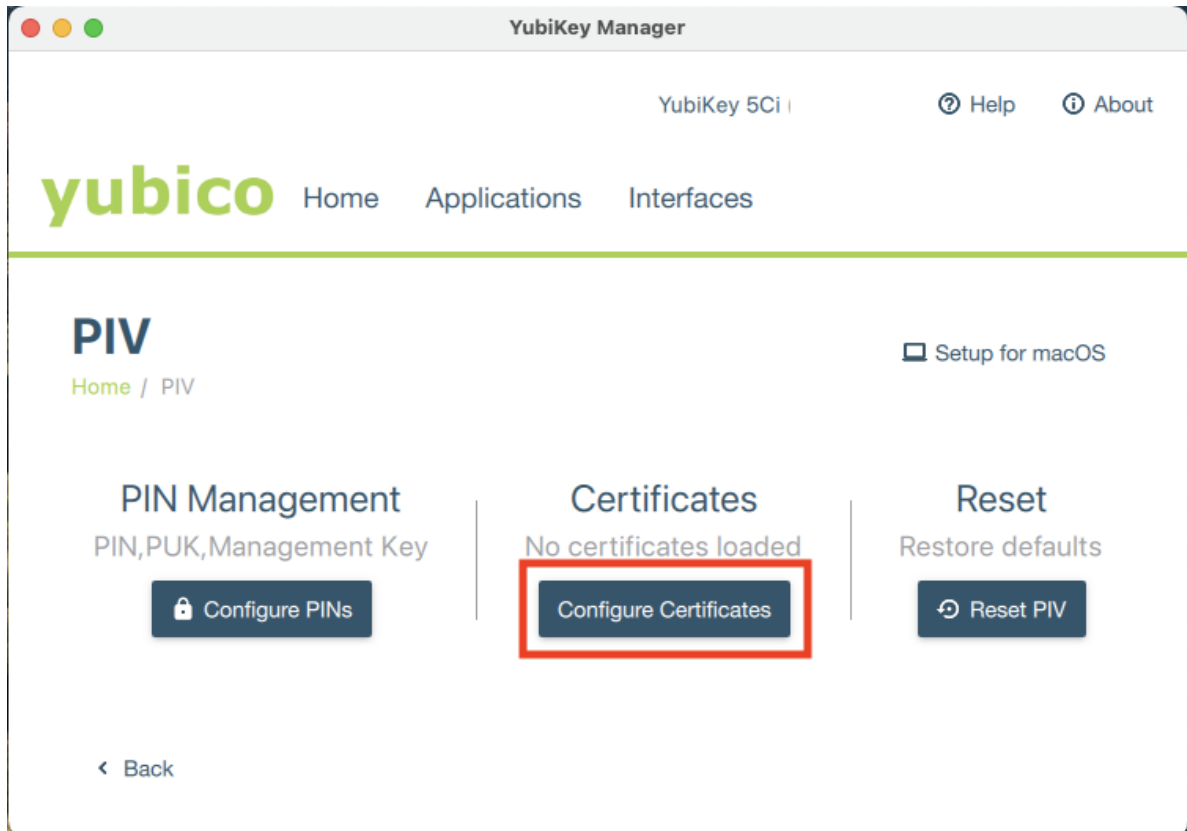 YubiKey Manager
YubiKey 5Ci
Help
About
yubico
Home
Applications
Interfaces
PIV
Home / PIV
Setup for macOS
PIN Management
PIN,PUK,Management Key
Configure PINs
Certificates
No certificates loaded
Configure Certificates
Reset
Restore defaults
Reset PIV
Back